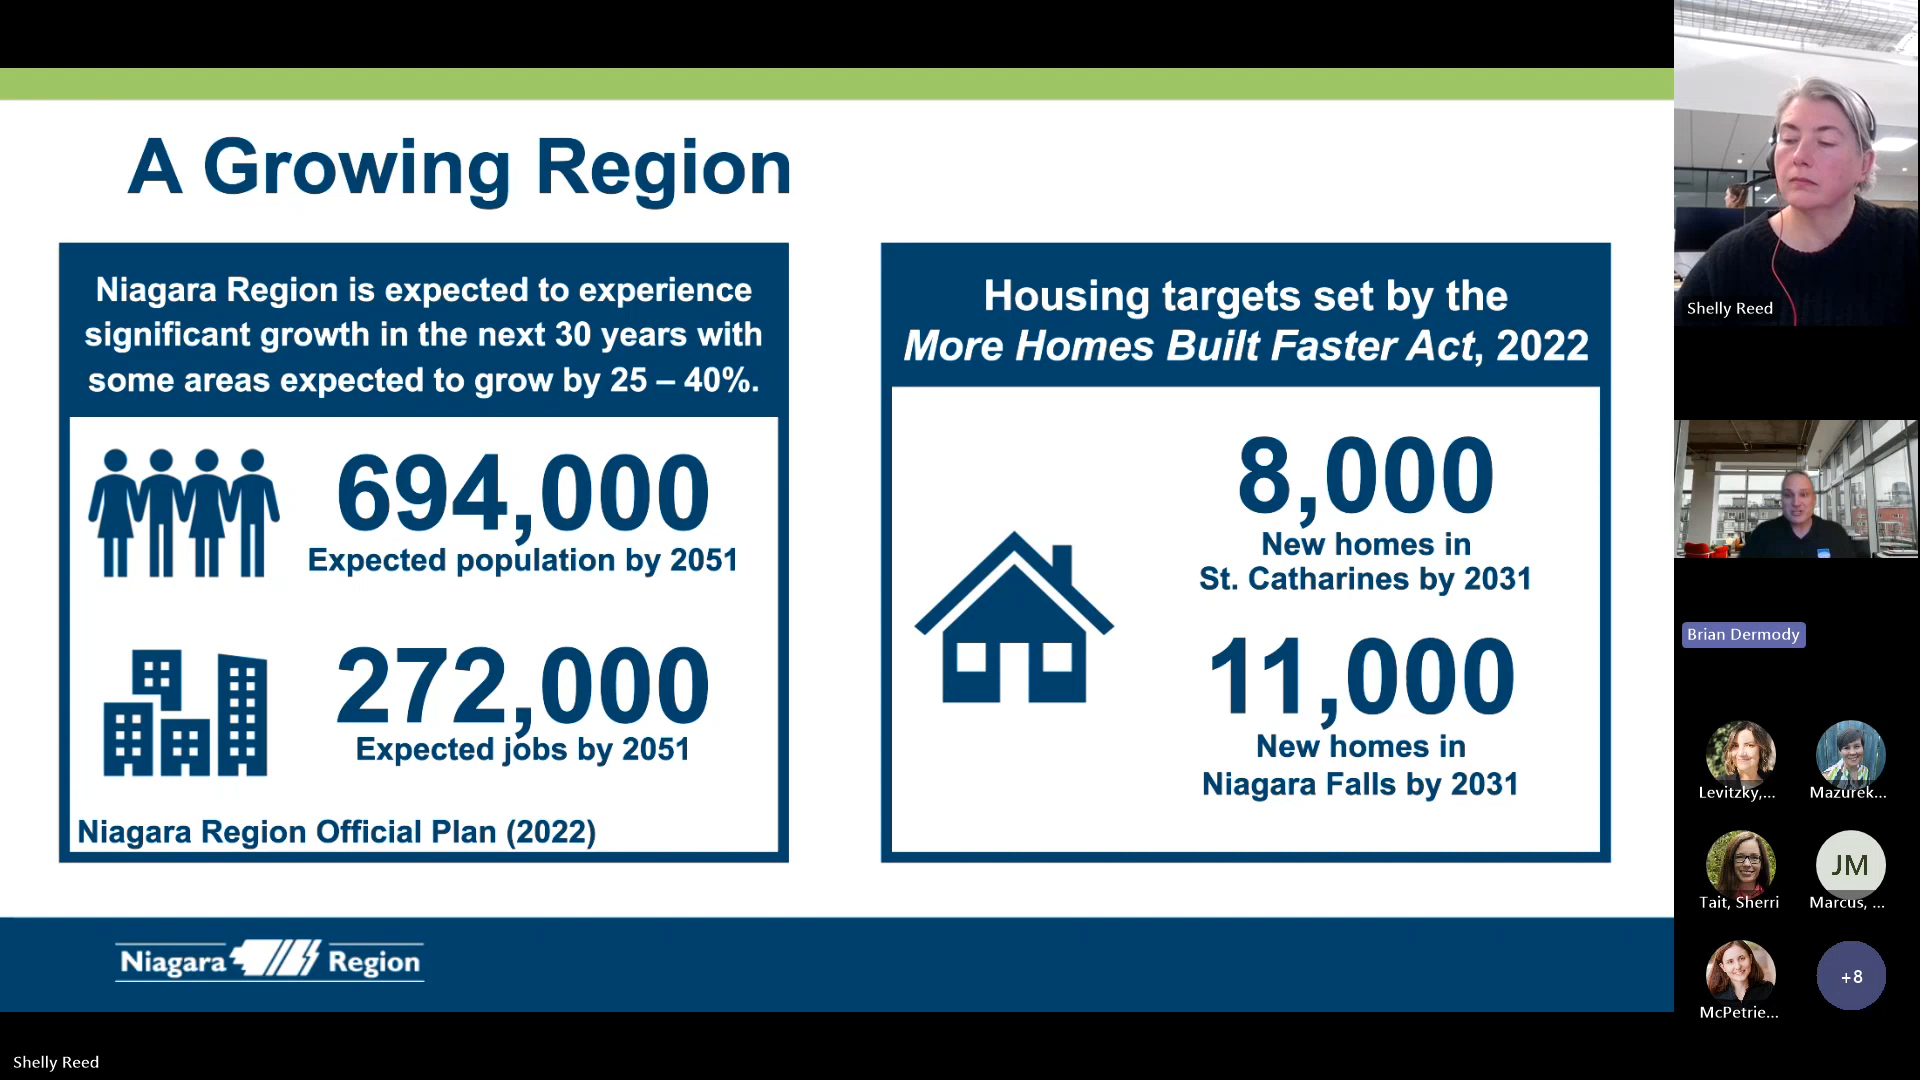 A Growing Region
Niagara Region is expected to experience
significant growth in the next 30 years with
some areas expected to grow by 25 – 40%.
694,000
Expected population by 2051
272,000
Expected jobs by 2051
Niagara Region Official Plan (2022)
Housing targets set by the
More Homes Built Faster Act, 2022
8,000
New homes in
St. Catharines by 2031
11,000
New homes in
Niagara Falls by 2031
Niagara Region
Shelly Reed
Shelly Reed
Brian Dermody
Levitzky,...
Mazurek...
Tait, Sherri
JM
Marcus, ...
McPetrie...
+8